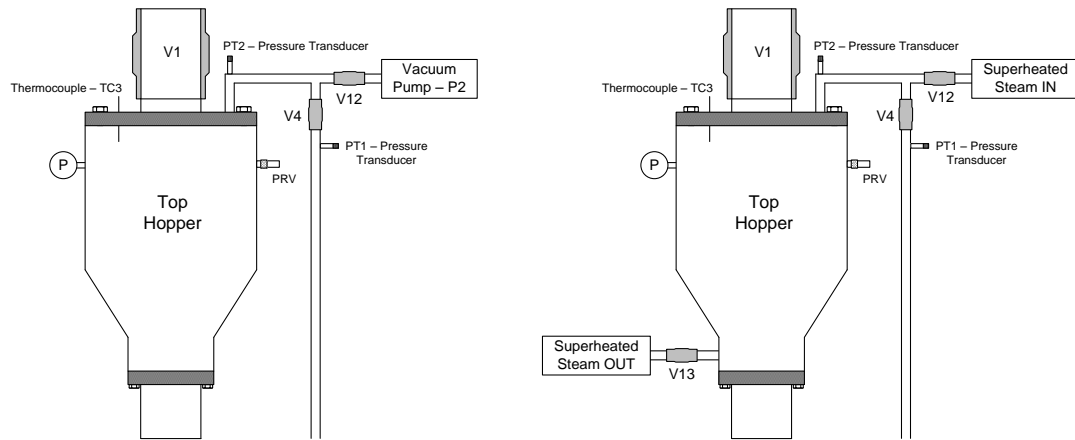 V1
PT2 – Pressure Transducer
Vacuum
Pump – P2
Thermocouple – TC3
V12
V4
PT1 – Pressure
Transducer
P
PRV
Top
Hopper
V1
PT2 – Pressure Transducer
Superheated
Steam IN
Thermocouple – TC3
V12
V4
PT1 – Pressure
Transducer
P
PRV
Top
Hopper
Superheated
Steam OUT
V13